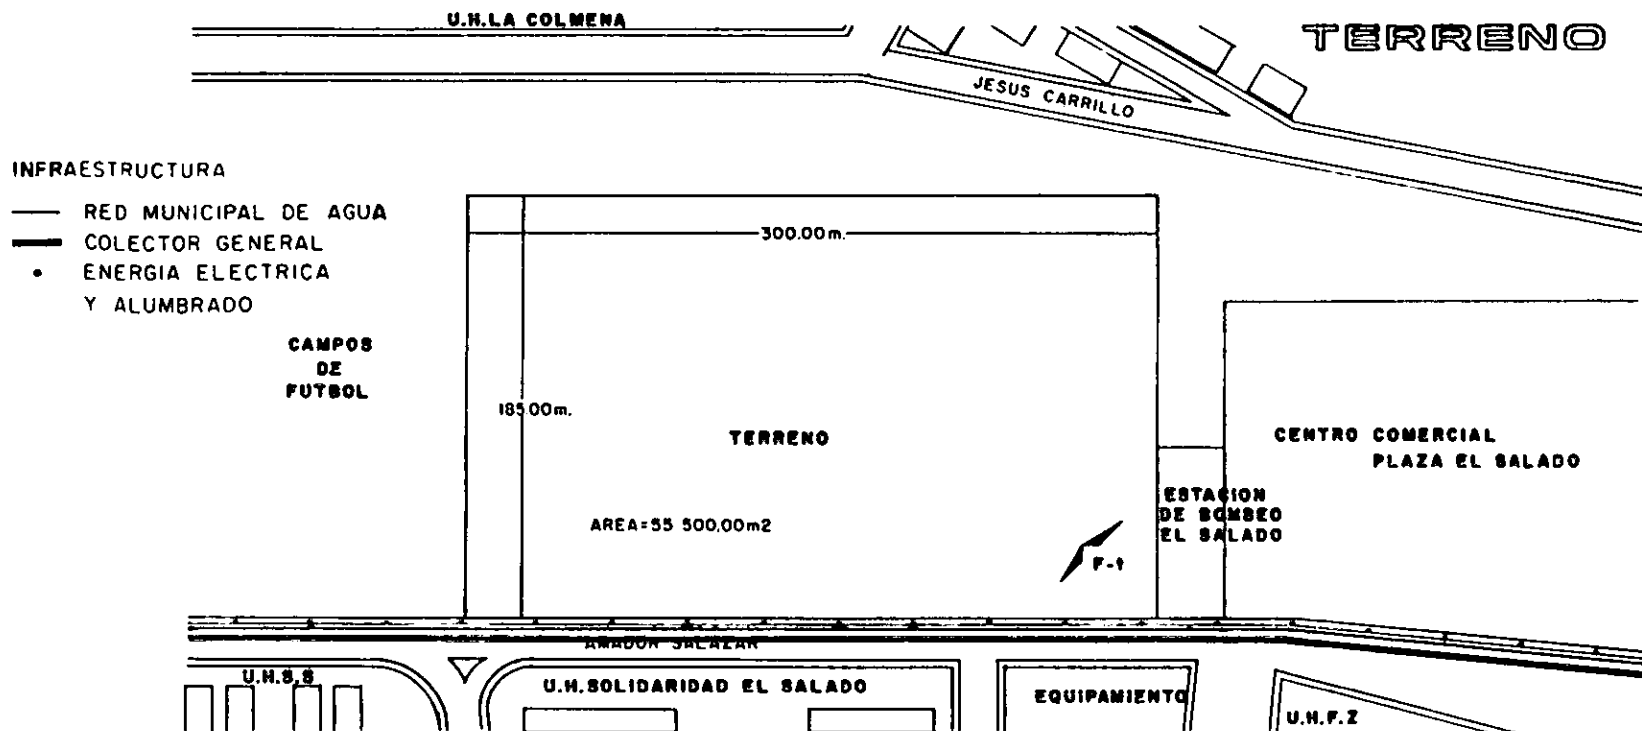 U.H.LA COLMENA
TERRENO
JESUS CARRILLO
INFRAESTRUCTURA
RED MUNICIPAL DE AGUA
COLECTOR GENERAL
ENERGIA ELECTRICA
Y ALUMBRADO
300.00m.
CAMPOS
DE
FUTBOL
185.00m.
TERRENO
CENTRO COMERCIAL
PLAZA EL SALADO
AREA=55 500.00m2
ESTACION
DE BOMBEO
EL SALADO
F-1
AMADOR SALAZAR
U.H.S.S
U.H.SOLIDARIDAD EL SALADO
EQUIPAMIENTO
U.H.F.Z